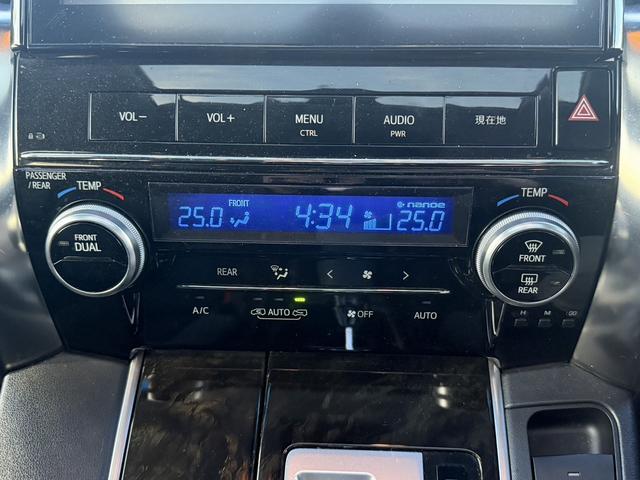 VOL− VOL+ MENU CTRL AUDIO PWR 現在地
PASSENGER /REAR
TEMP
TEMP
25.0 FRONT 4:34 nanoe 25.0
FRONT DUAL
FRONT
REAR
REAR < >
A/C AUTO OFF AUTO
H M :00